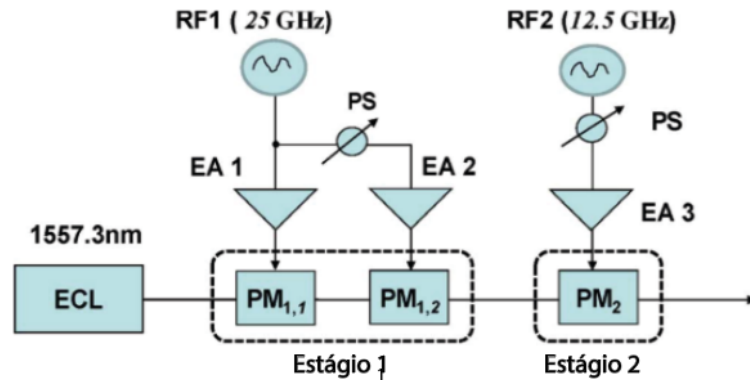 RF1 ( 25 GHz)
RF2 (12.5 GHz)
PS
PS
EA 1
EA 2
EA 3
1557.3nm
ECL
PM1,1
PM1,2
PM2
Estágio 1
Estágio 2